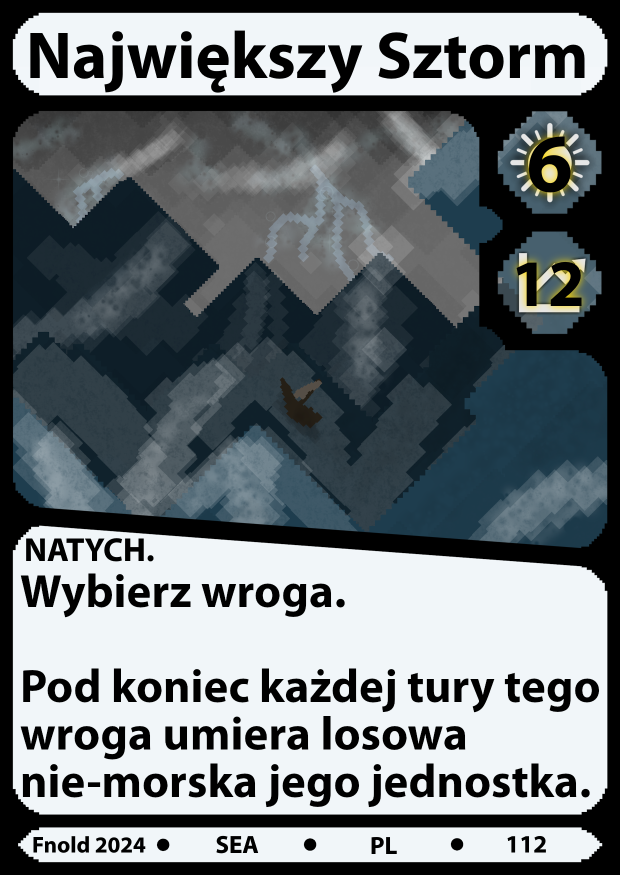 Największy Sztorm
6
12
NATYCH.
Wybierz wroga.
Pod koniec każdej tury tego
wroga umiera losowa
nie-morska jego jednostka.
Fnold 2024 • SEA • PL • 112